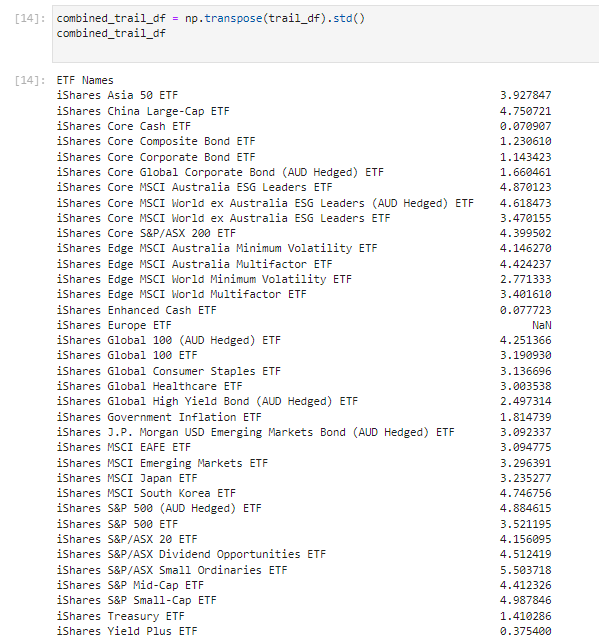 [14]: combined_trail_df = np.transpose(trail_df).std()
combined_trail_df
[14]: ETF Names
iShares Asia 50 ETF 3.927847
iShares China Large-Cap ETF 4.750721
iShares Core Cash ETF 0.070907
iShares Core Composite Bond ETF 1.230610
iShares Core Corporate Bond ETF 1.143423
iShares Core Global Corporate Bond (AUD Hedged) ETF 1.660461
iShares Core MSCI Australia ESG Leaders ETF 4.870123
iShares Core MSCI World ex Australia ESG Leaders (AUD Hedged) ETF 4.618473
iShares Core MSCI World ex Australia ESG Leaders ETF 3.470155
iShares Core S&P/ASX 200 ETF 4.399502
iShares Edge MSCI Australia Minimum Volatility ETF 4.146270
iShares Edge MSCI Australia Multifactor ETF 4.424237
iShares Edge MSCI World Minimum Volatility ETF 2.771333
iShares Edge MSCI World Multifactor ETF 3.401610
iShares Enhanced Cash ETF 0.077723
iShares Europe ETF NaN
iShares Global 100 (AUD Hedged) ETF 4.251366
iShares Global 100 ETF 3.190930
iShares Global Consumer Staples ETF 3.136696
iShares Global Healthcare ETF 3.003538
iShares Global High Yield Bond (AUD Hedged) ETF 2.497314
iShares Government Inflation ETF 1.814739
iShares J.P. Morgan USD Emerging Markets Bond (AUD Hedged) ETF 3.092337
iShares MSCI EAFE ETF 3.094775
iShares MSCI Emerging Markets ETF 3.296391
iShares MSCI Japan ETF 3.235277
iShares MSCI South Korea ETF 4.746756
iShares S&P 500 (AUD Hedged) ETF 4.884615
iShares S&P 500 ETF 3.521195
iShares S&P/ASX 20 ETF 4.156095
iShares S&P/ASX Dividend Opportunities ETF 4.512419
iShares S&P/ASX Small Ordinaries ETF 5.503718
iShares S&P Mid-Cap ETF 4.412326
iShares S&P Small-Cap ETF 4.987846
iShares Treasury ETF 1.410286
iShares Yield Plus ETF 0.375400